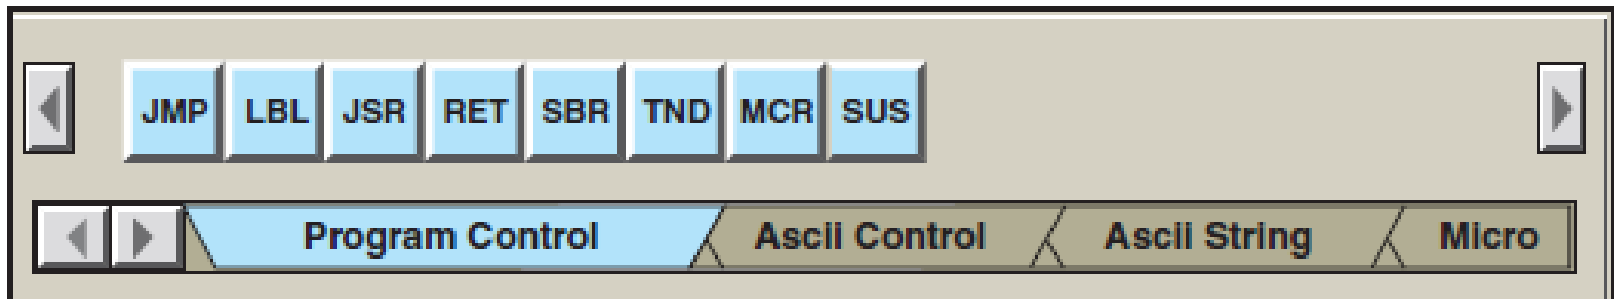 JMP LBL JSR RET SBR TND MCR SUS
Program Control Ascii Control Ascii String Micro